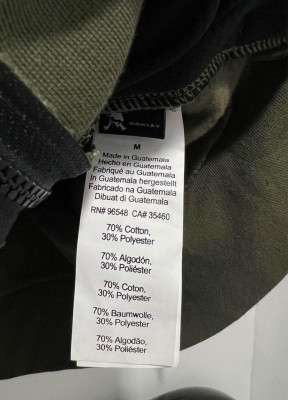 OAKLEY
M
Made in Guatemala
Hecho en Guatemala
Fabriqué au Guatemala
In Guatemala hergestellt
Fabricado na Guatemala
Dibuat di Guatemala
RN# 96548 CA# 35460
70% Cotton,
30% Polyester
70% Algodón,
30% Poliéster
70% Coton,
30% Polyester
70% Baumwolle,
30% Polyester
70% Algodão,
30% Poliéster